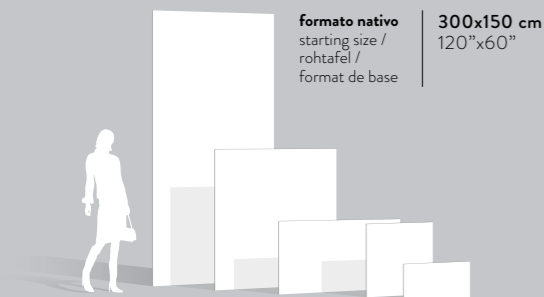 formato nativo
starting size /
rohtafel /
format de base
300x150 cm
120”x60”